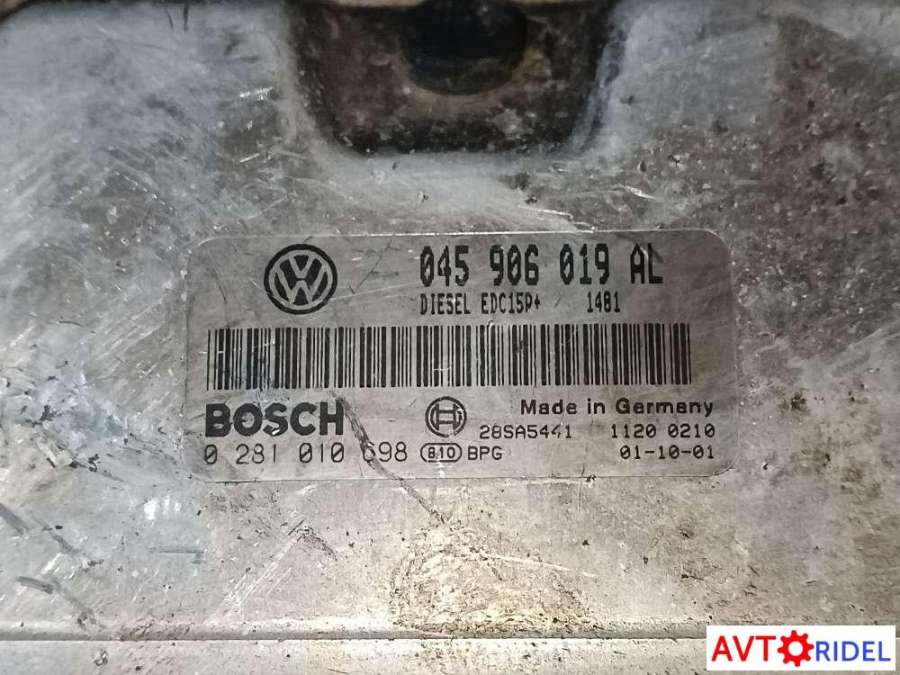 045 906 019 AL
DIESEL EDC15P+ 1481
BOSCH
Made in Germany
28SA5441 1120 0210
0 281 010 698 810 BPG 01-10-01
AVTORIDEL